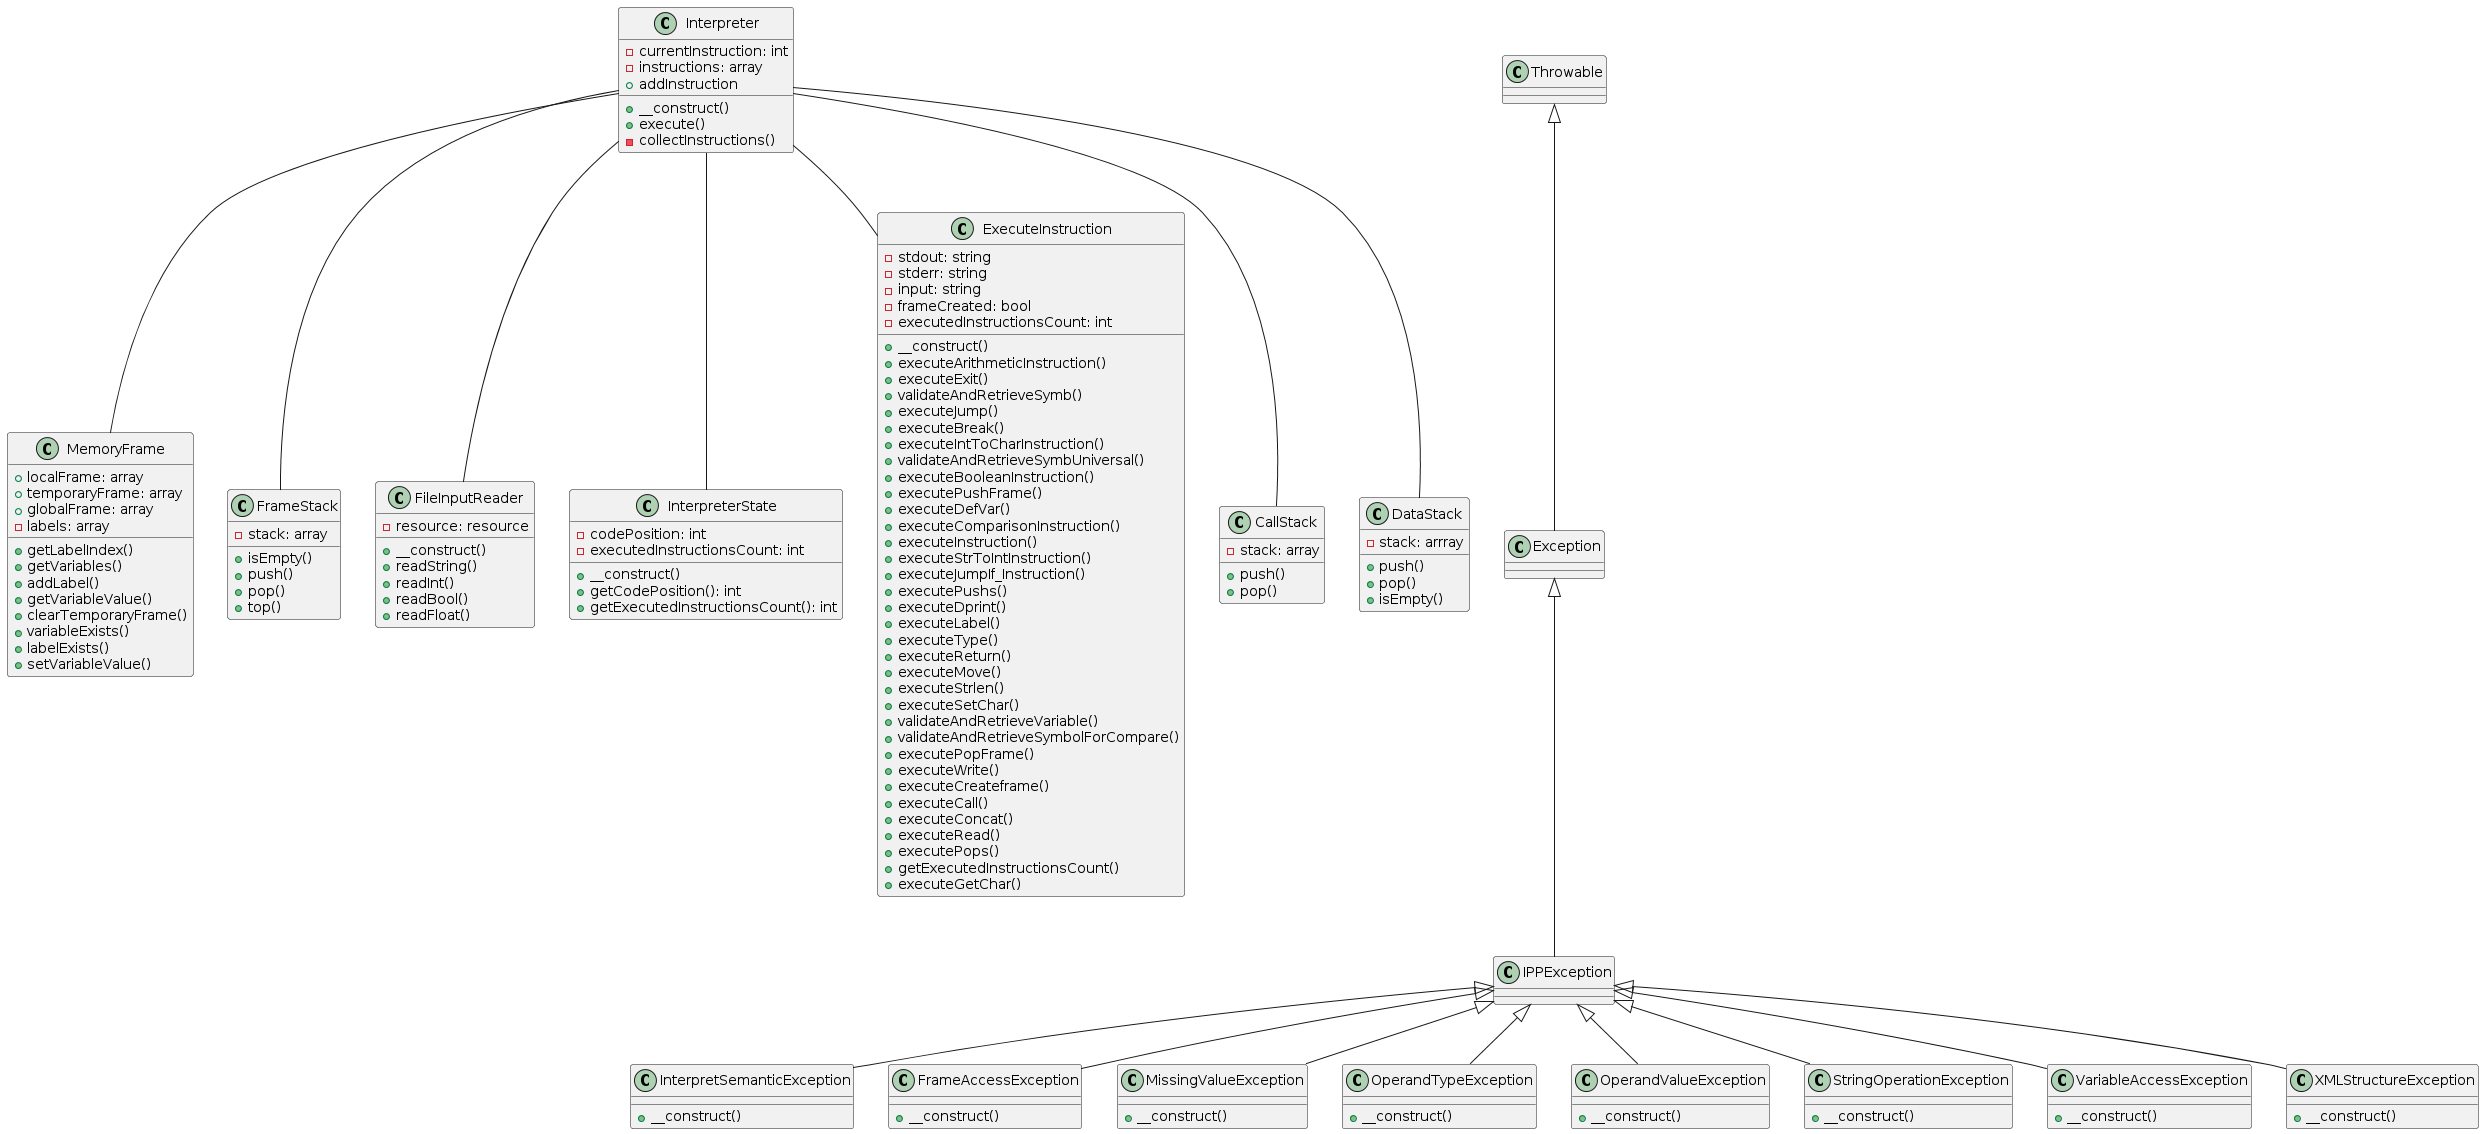 C Interpreter
currentInstruction: int
instructions: array
addInstruction
__construct()
execute()
collectInstructions()
C Throwable
C ExecuteInstruction
stdout: string
stderr: string
input: string
frameCreated: bool
executedInstructionsCount: int
__construct()
executeArithmeticInstruction()
executeExit()
validateAndRetrieveSymb()
executeJump()
executeBreak()
executeIntToCharInstruction()
validateAndRetrieveSymbUniversal()
executeBooleanInstruction()
executePushFrame()
executeDefVar()
executeComparisonInstruction()
executeInstruction()
executeStrToIntInstruction()
executeJumpIf_Instruction()
executePushs()
executeDprint()
executeLabel()
executeType()
executeReturn()
executeMove()
executeStrlen()
executeSetChar()
validateAndRetrieveVariable()
validateAndRetrieveSymbolForCompare()
executePopFrame()
executeWrite()
executeCreateframe()
executeCall()
executeConcat()
executeRead()
executePops()
getExecutedInstructionsCount()
executeGetChar()
C MemoryFrame
localFrame: array
temporaryFrame: array
globalFrame: array
labels: array
getLabelIndex()
getVariables()
addLabel()
getVariableValue()
clearTemporaryFrame()
variableExists()
labelExists()
setVariableValue()
C FrameStack
stack: array
isEmpty()
push()
pop()
top()
C FileInputReader
resource: resource
__construct()
readString()
readInt()
readBool()
readFloat()
C InterpreterState
codePosition: int
executedInstructionsCount: int
__construct()
getCodePosition(): int
getExecutedInstructionsCount(): int
C CallStack
stack: array
push()
pop()
C DataStack
stack: arrray
push()
pop()
isEmpty()
C Exception
C IPPException
C InterpretSemanticException
__construct()
C FrameAccessException
__construct()
C MissingValueException
__construct()
C OperandTypeException
__construct()
C OperandValueException
__construct()
C StringOperationException
__construct()
C VariableAccessException
__construct()
C XMLStructureException
__construct()